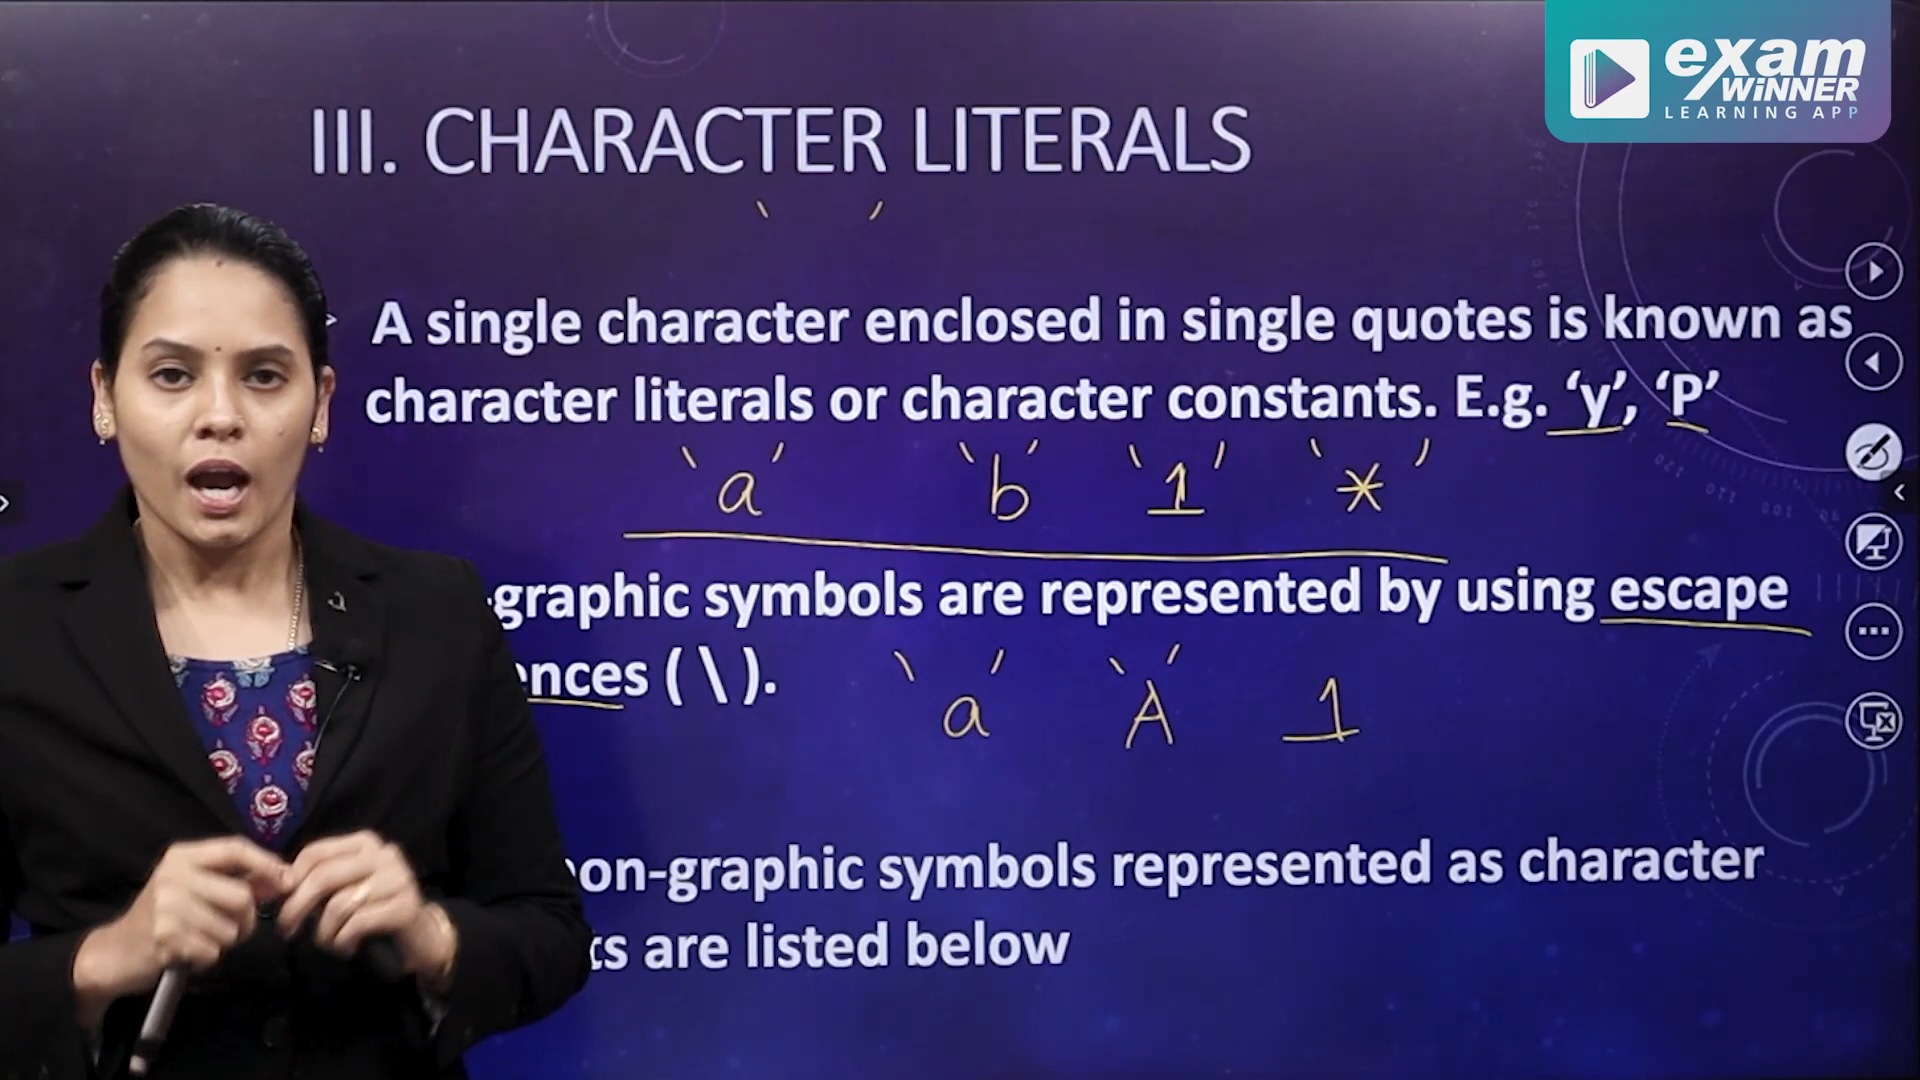 exam
WiNNER
LEARNING APP
III. CHARACTER LITERALS
A single character enclosed in single quotes is known as
character literals or character constants. E.g. ‘y’, ‘P’
‘a’ ‘b’ ‘1’ ‘*’
-graphic symbols are represented by using escape
ences ( \ ).
‘a’ ‘A’ 1
on-graphic symbols represented as character
ts are listed below